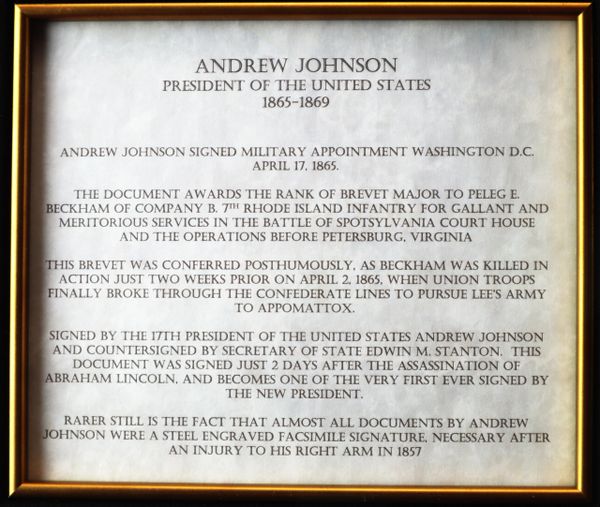 ANDREW JOHNSON
PRESIDENT OF THE UNITED STATES
1865-1869
ANDREW JOHNSON SIGNED MILITARY APPOINTMENT WASHINGTON D.C.
APRIL 17, 1865.
THE DOCUMENT AWARDS THE RANK OF BREVET MAJOR TO PELEG E.
BECKHAM OF COMPANY B. 7TH RHODE ISLAND INFANTRY FOR GALLANT AND
MERITORIOUS SERVICES IN THE BATTLE OF SPOTSYLVANIA COURT HOUSE
AND THE OPERATIONS BEFORE PETERSBURG, VIRGINIA
THIS BREVET WAS CONFERRED POSTHUMOUSLY, AS BECKHAM WAS KILLED IN
ACTION JUST TWO WEEKS PRIOR ON APRIL 2, 1865, WHEN UNION TROOPS
FINALLY BROKE THROUGH THE CONFEDERATE LINES TO PURSUE LEE'S ARMY
TO APPOMATTOX.
SIGNED BY THE 17TH PRESIDENT OF THE UNITED STATES ANDREW JOHNSON
AND COUNTERSIGNED BY SECRETARY OF STATE EDWIN M. STANTON. THIS
DOCUMENT WAS SIGNED JUST 2 DAYS AFTER THE ASSASSINATION OF
ABRAHAM LINCOLN, AND BECOMES ONE OF THE VERY FIRST EVER SIGNED BY
THE NEW PRESIDENT.
RARER STILL IS THE FACT THAT ALMOST ALL DOCUMENTS BY ANDREW
JOHNSON WERE A STEEL ENGRAVED FACSIMILE SIGNATURE, NECESSARY AFTER
AN INJURY TO HIS RIGHT ARM IN 1857